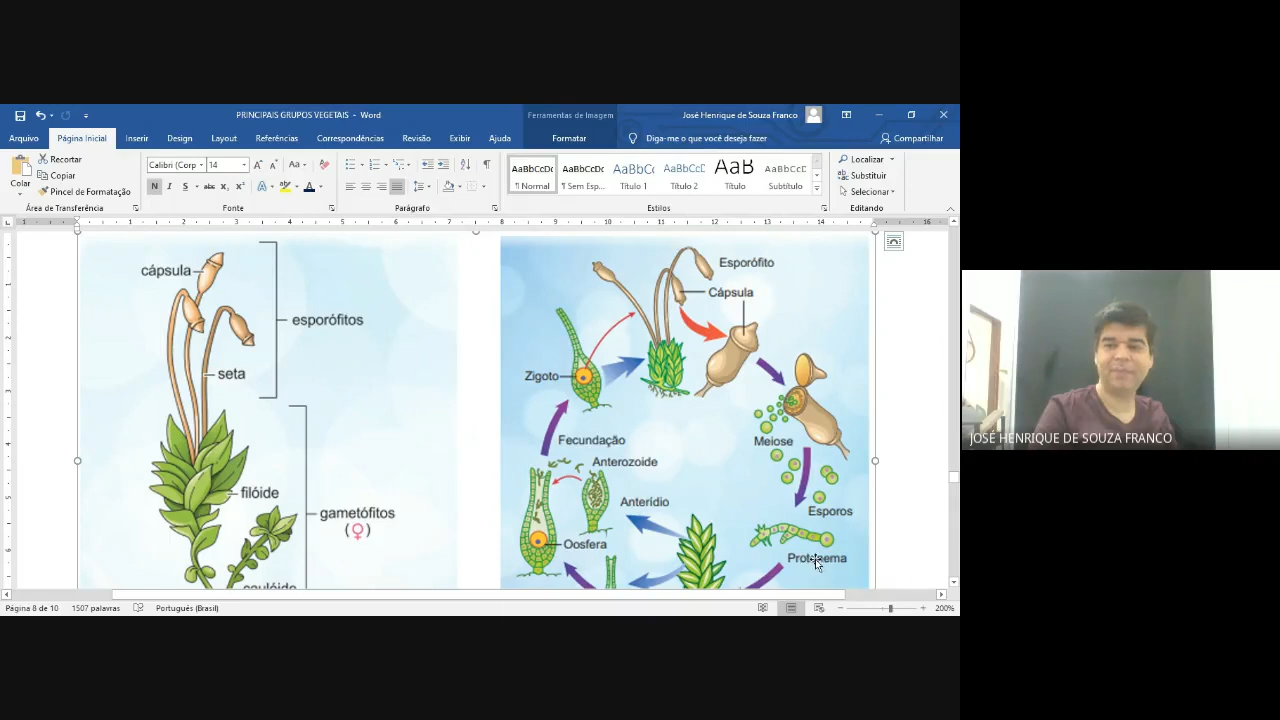 PRINCIPAIS GRUPOS VEGETAIS - Word
Ferramentas de Imagem
José Henrique de Souza Franco
Arquivo
Página Inicial
Inserir
Design
Layout
Referências
Correspondências
Revisão
Exibir
Ajuda
Formatar
Diga-me o que você deseja fazer
Compartilhar
Colar
Recortar
Copiar
Pincel de Formatação
Área de Transferência
Calibri (Corp
14
Fonte
Parágrafo
AaBbCcDc
¶ Normal
AaBbCcDc
¶ Sem Esp...
AaBbCc
Título 1
AaBbCcD
Título 2
AaB
Título
AaBbCcD
Subtítulo
Estilos
Localizar
Substituir
Selecionar
Editando
cápsula
esporófitos
seta
filóide
gametófitos
(♀)
Esporófito
Cápsula
Zigoto
Fecundação
Anterozoide
Meiose
Anterídio
Esporos
Oosfera
JOSÉ HENRIQUE DE SOUZA FRANCO
Página 8 de 10
1507 palavras
Português (Brasil)
200%